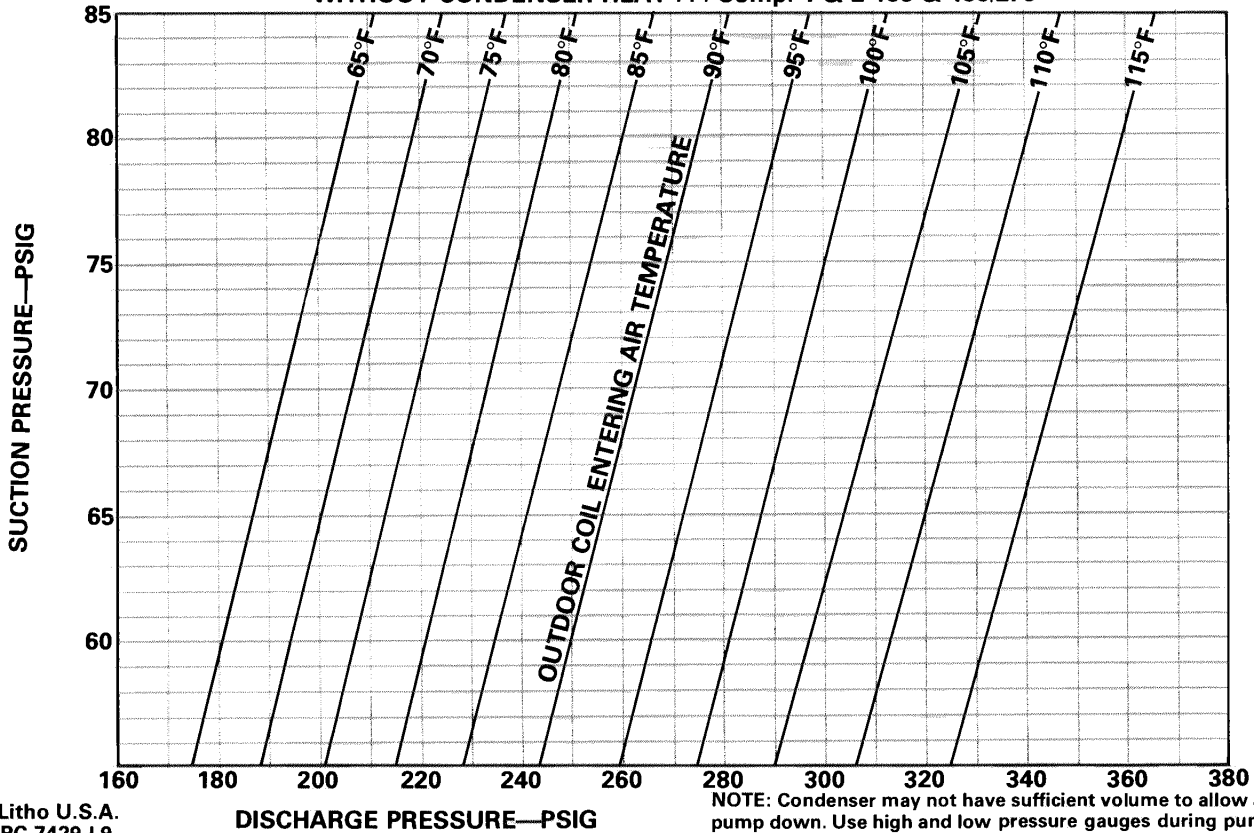 85
65°F
70°F
75°F
80°F
85°F
90°F
95°F
100°F
105°F
110°F
115°F
80
75
70
65
60
SUCTION PRESSURE—PSIG
OUTDOOR COIL ENTERING AIR TEMPERATURE
160 180 200 220 240 260 280 300 320 340 360 380
Litho U.S.A.
DISCHARGE PRESSURE—PSIG
NOTE: Condenser may not have sufficient volume to allow
pump down. Use high and low pressure gauges during